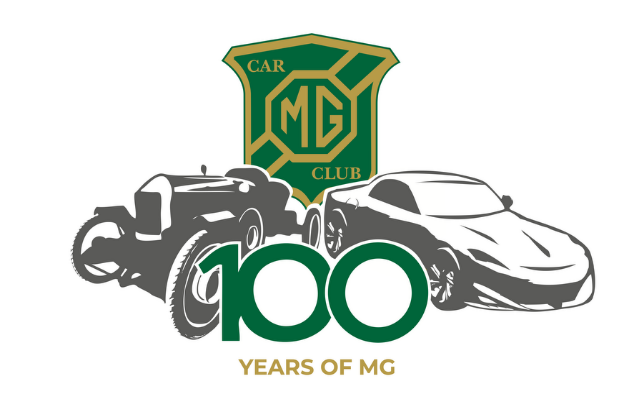 CAR
MG
CLUB
100
YEARS OF MG